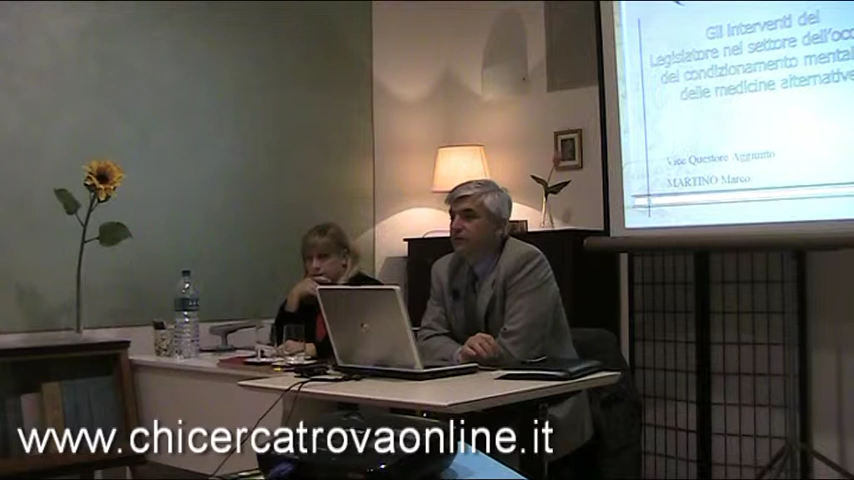 Gli interventi del
Legislatore nel settore dell'occ
del condizionamento mental
delle medicine alternative
Vice Questore Aggiunto
MARTINO Marco
www.chicercatrovaonline.it